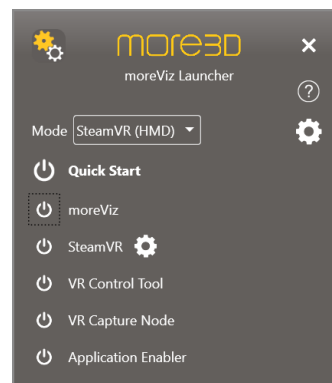 more3D
moreViz Launcher
Mode SteamVR (HMD)
Quick Start
moreViz
SteamVR
VR Control Tool
VR Capture Node
Application Enabler